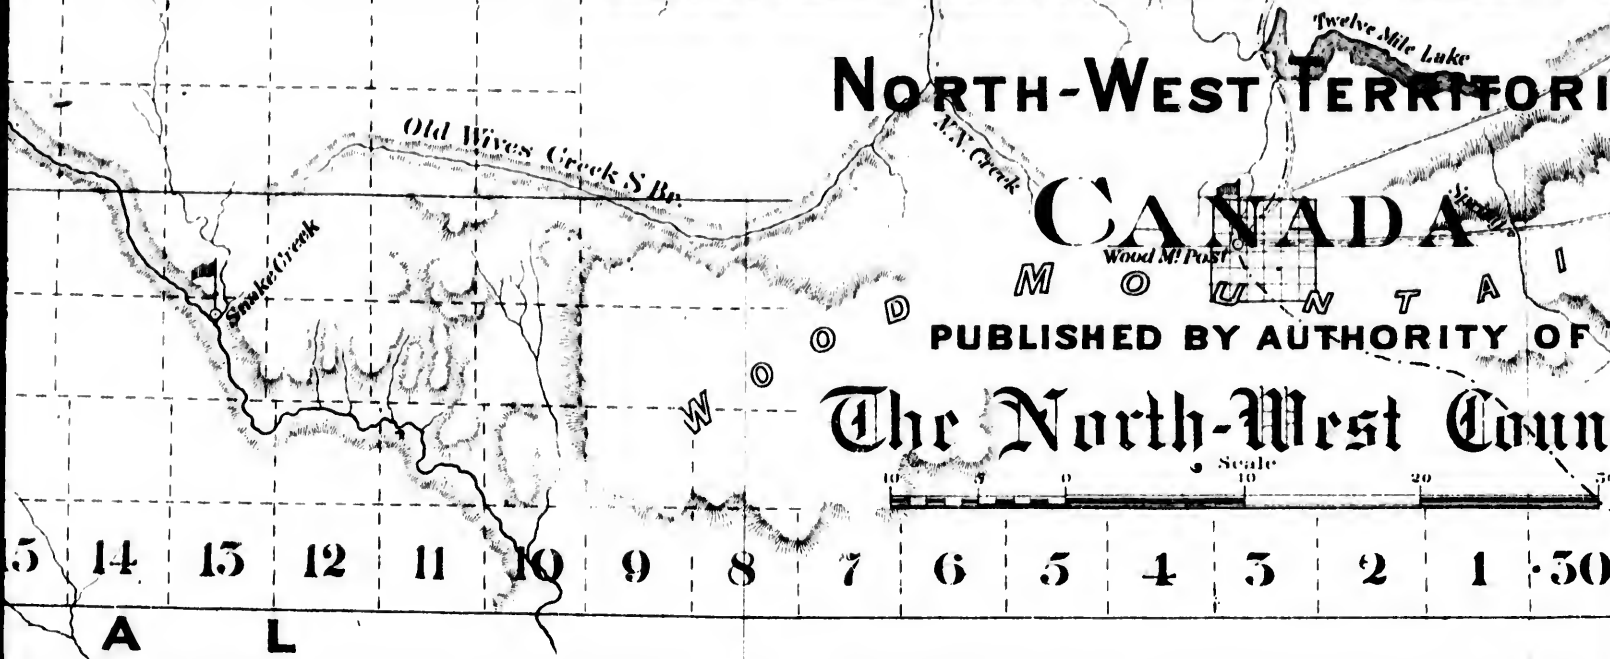 Twelve Mile Lake
NORTH-WEST TERRITORI
Old Wives Creek S Br.
N.N. Creek
CANADA
Wood Mt. Post
Snake Creek
WOOD MOUNTAI
PUBLISHED BY AUTHORITY OF
The North-West Coun
Scale
10 5 0 10 20
14 13 12 11 10 9 8 7 6 5 4 3 2 1 30
A L